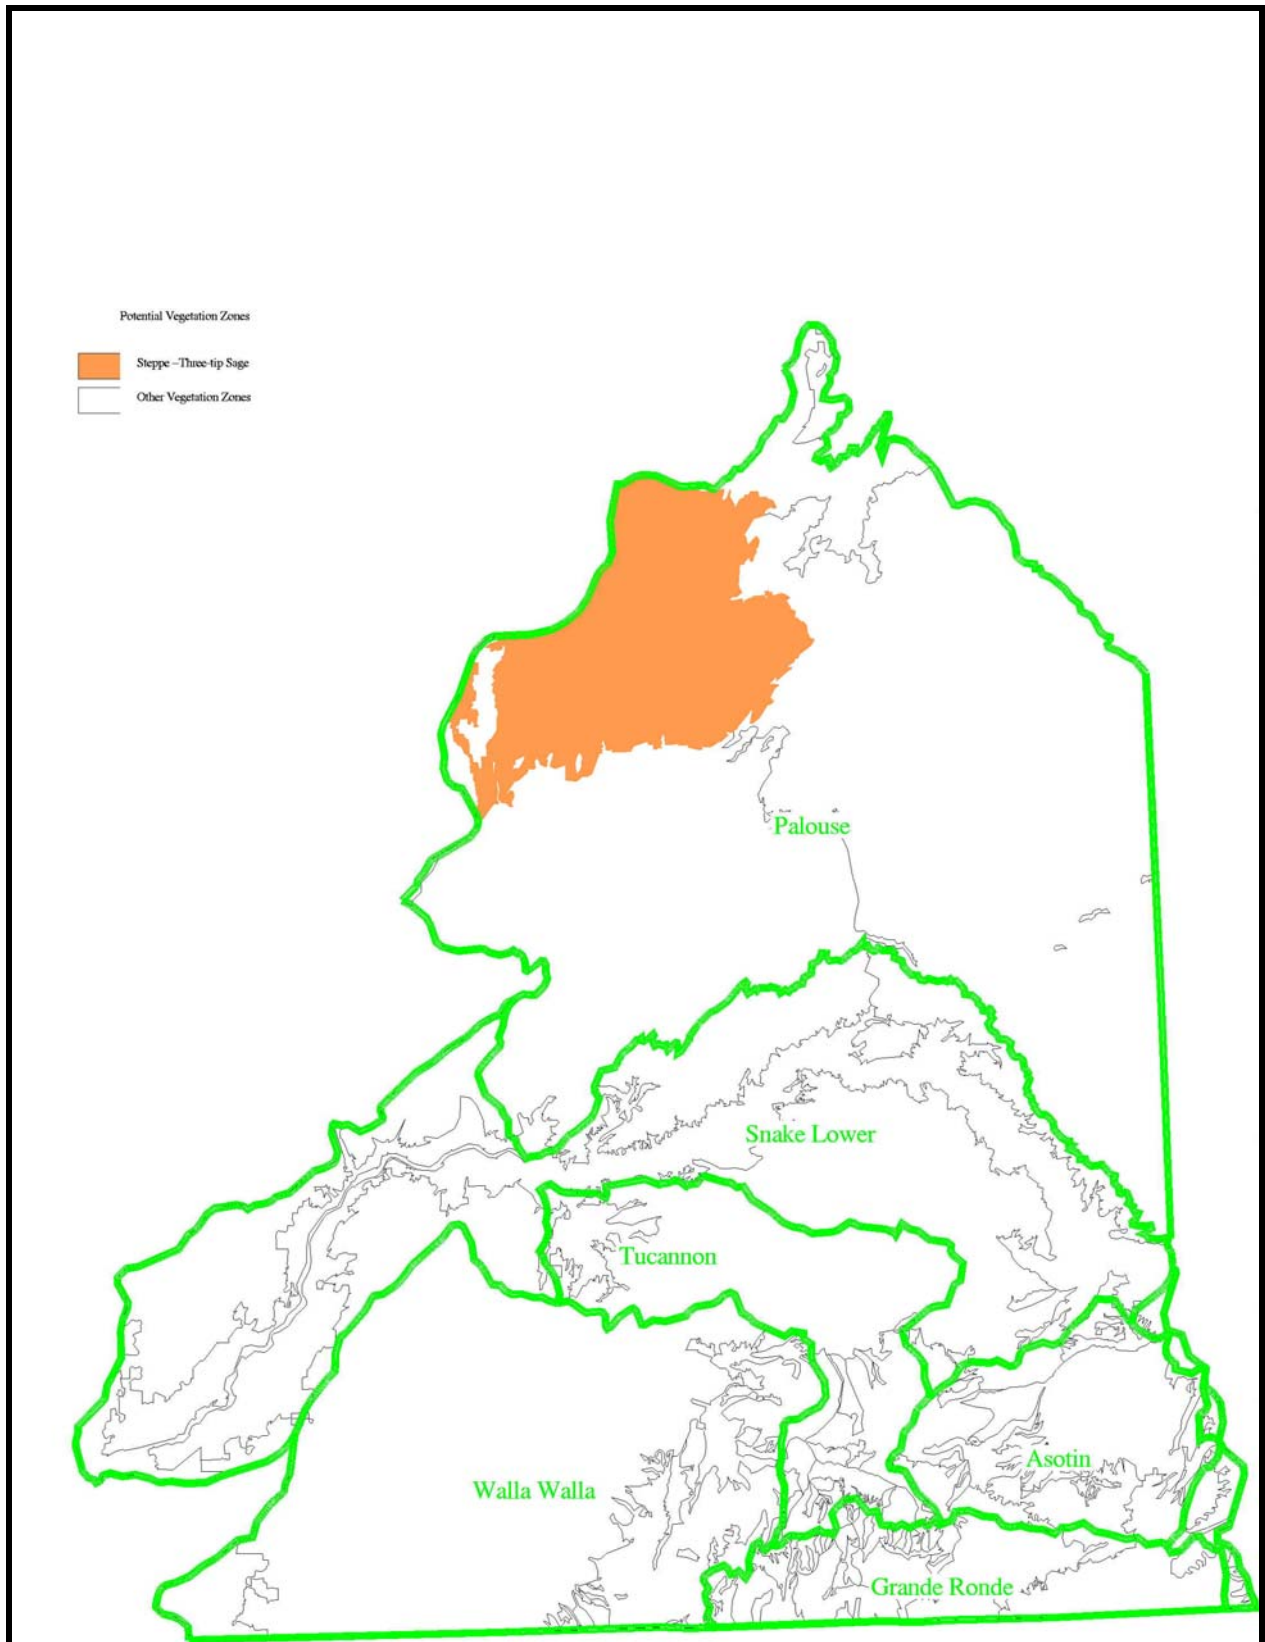 Potential Vegetation Zones
Steppe –Three-tip Sage
Other Vegetation Zones
Palouse
Snake Lower
Tucannon
Asotin
Walla Walla
Grande Ronde